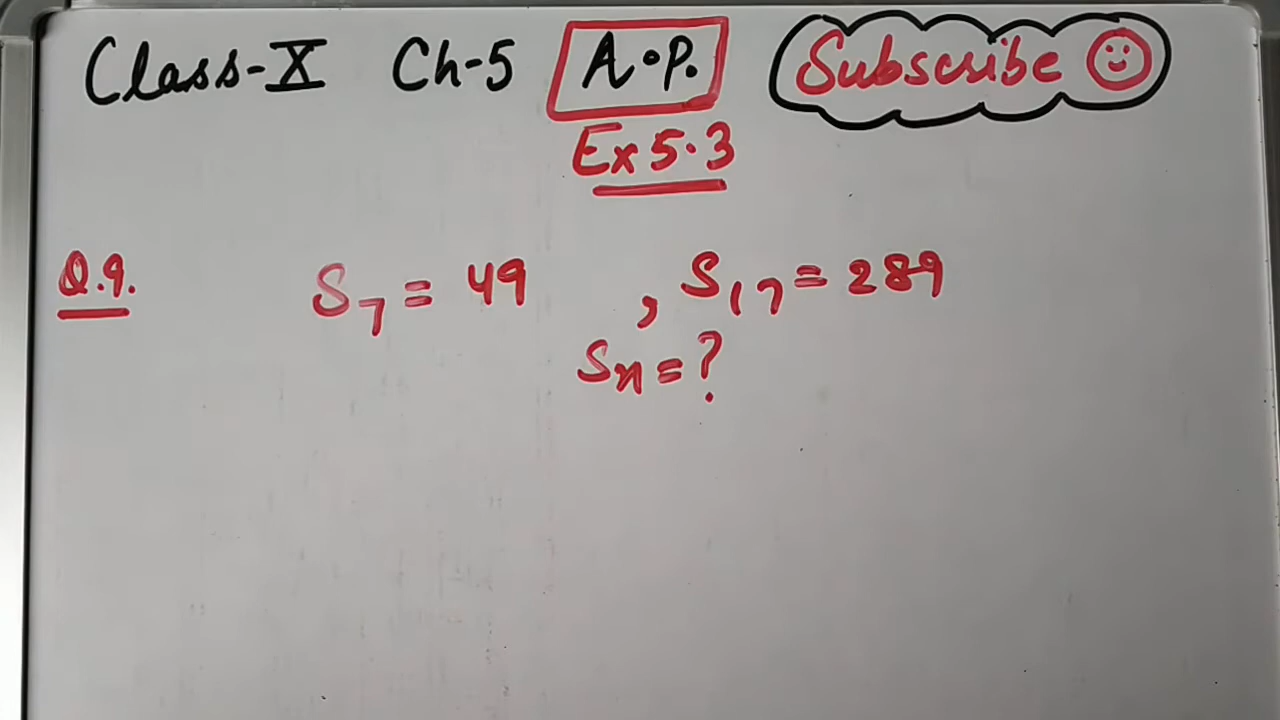 Class-X Ch-5 A.P. Subscribe
Ex 5.3
Q.9. S₇ = 49 , S₁₇ = 289
Sₙ = ?